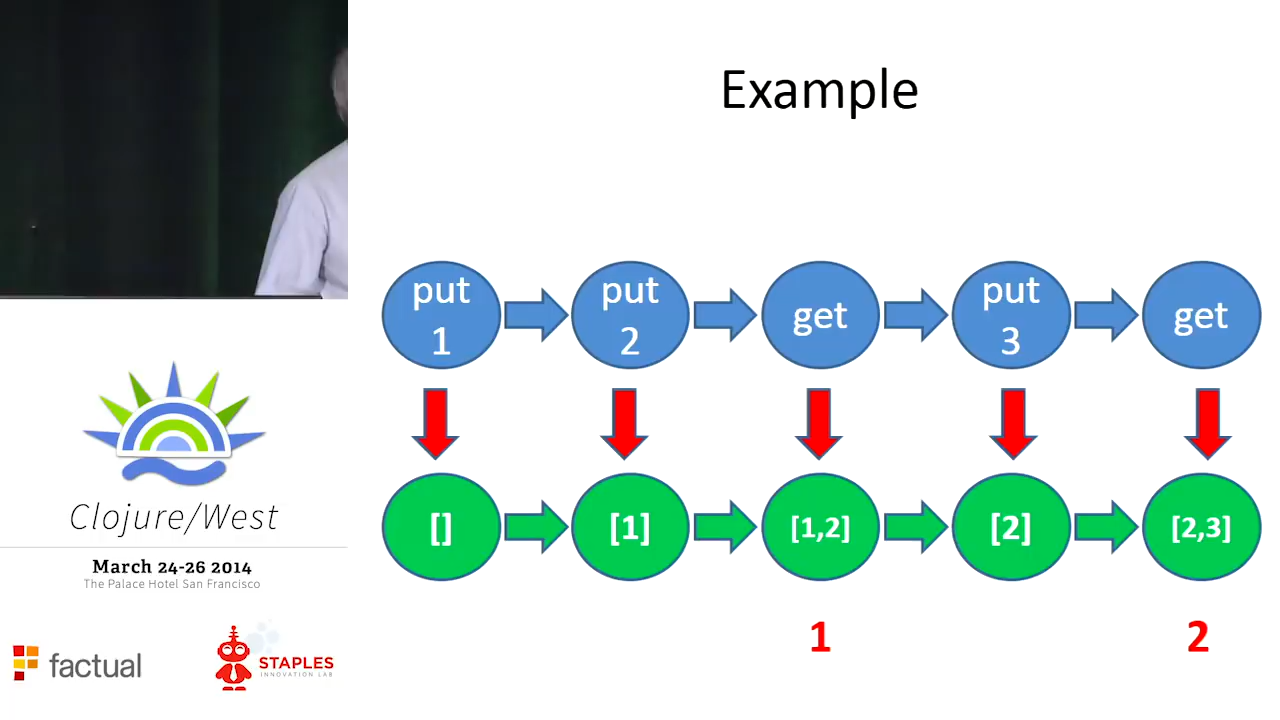 Example
put
1
put
2
get
put
3
get
[]
[1]
[1,2]
[2]
[2,3]
1
2
Clojure/West
March 24-26 2014
The Palace Hotel San Francisco
factual
STAPLES
INNOVATION LAB